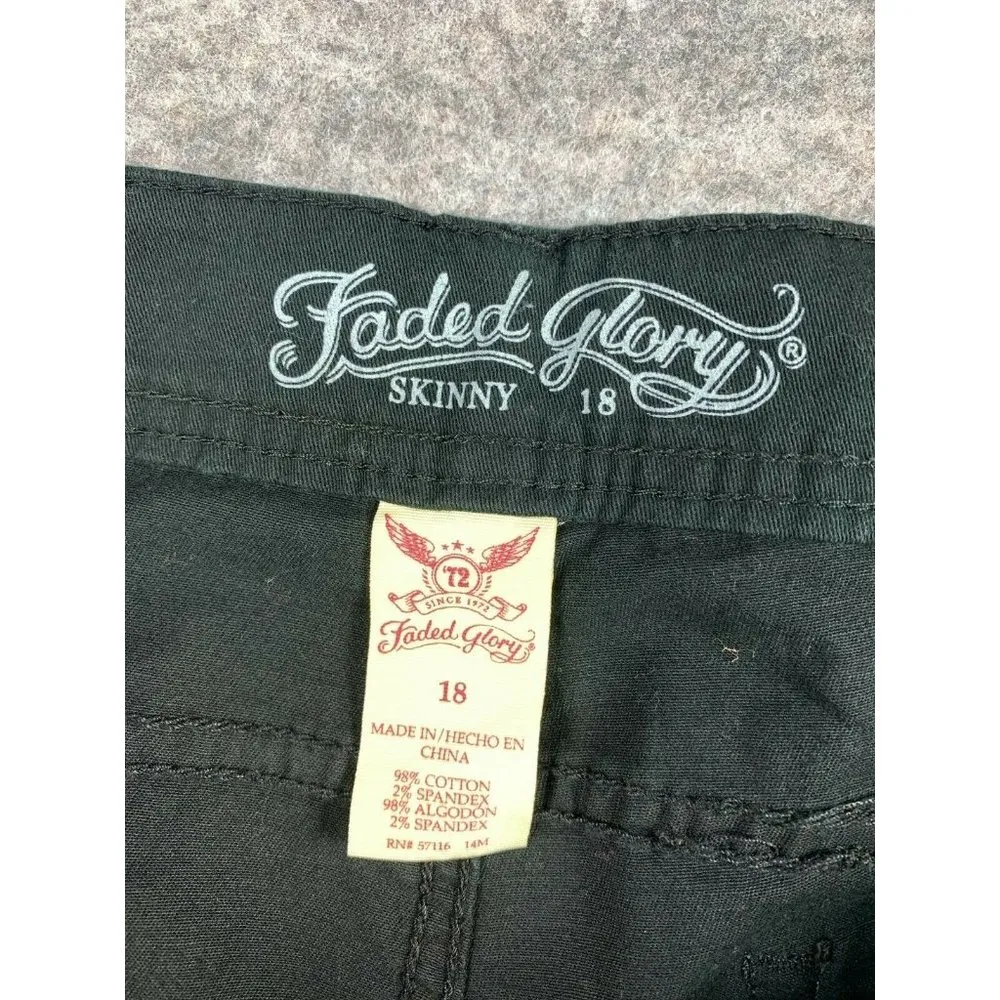 Faded Glory®
SKINNY 18
'72
SINCE 1972
Faded Glory®
18
MADE IN/HECHO EN
CHINA
98% COTTON
2% SPANDEX
98% ALGODÓN
2% SPANDEX
RN# 57116 14M